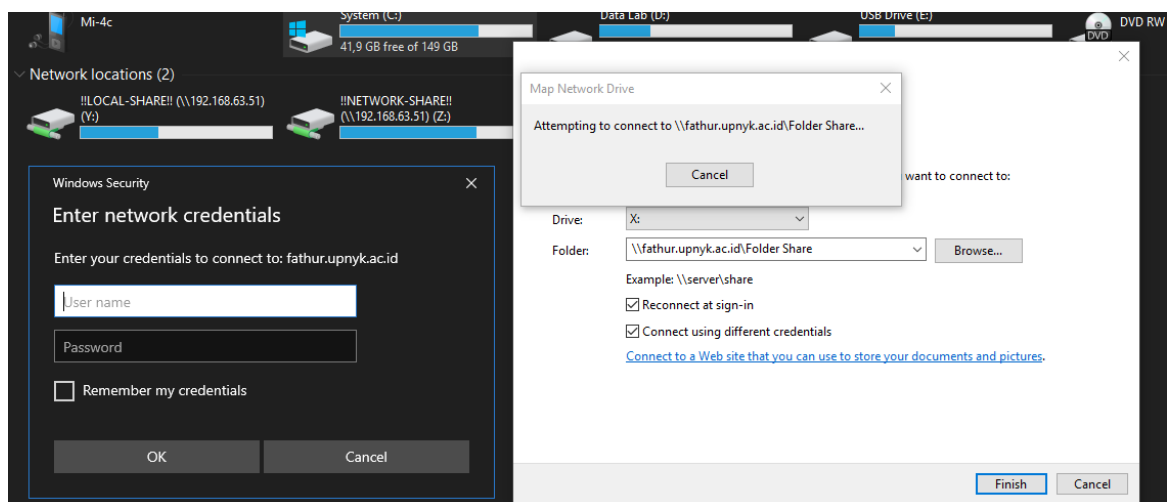 Mi-4c
System (C:)
41,9 GB free of 149 GB
Data Lab (D:)
USB Drive (E:)
DVD RW
DVD
Network locations (2)
!!LOCAL-SHARE!! (\\192.168.63.51)
(Y:)
!!NETWORK-SHARE!!
(\\192.168.63.51) (Z:)
Windows Security
Enter network credentials
Enter your credentials to connect to: fathur.upnyk.ac.id
User name
Password
Remember my credentials
OK
Cancel
Map Network Drive
Attempting to connect to \\fathur.upnyk.ac.id\Folder Share...
Cancel
want to connect to:
Drive:
X:
Folder:
\\fathur.upnyk.ac.id\Folder Share
Browse...
Example: \\server\share
Reconnect at sign-in
Connect using different credentials
Connect to a Web site that you can use to store your documents and pictures.
Finish
Cancel